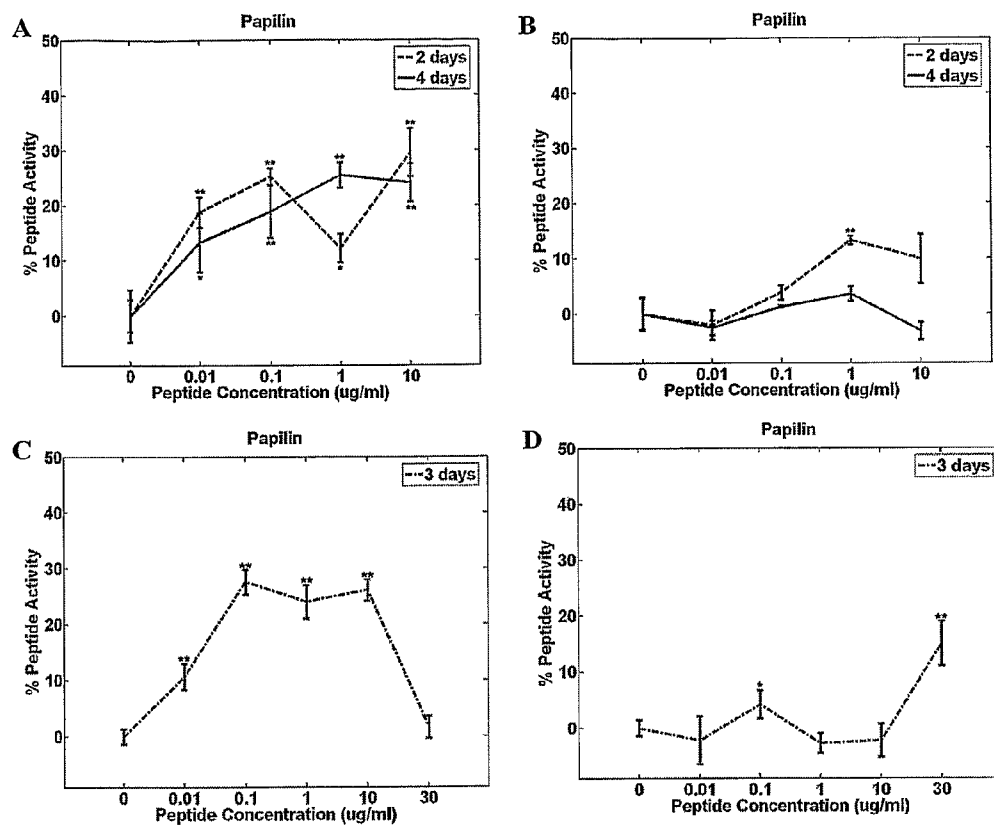 A
Papilin
2 days
4 days
50
40
30
20
10
0
% Peptide Activity
**
**
**
**
*
**
*
**
0 0.01 0.1 1 10
Peptide Concentration (ug/ml)
B
Papilin
2 days
4 days
50
40
30
20
10
0
% Peptide Activity
**
0 0.01 0.1 1 10
Peptide Concentration (ug/ml)
C
Papilin
3 days
50
40
30
20
10
0
% Peptide Activity
**
**
**
**
0 0.01 0.1 1 10 30
Peptide Concentration (ug/ml)
D
Papilin
3 days
50
40
30
20
10
0
% Peptide Activity
*
**
0 0.01 0.1 1 10 30
Peptide Concentration (ug/ml)